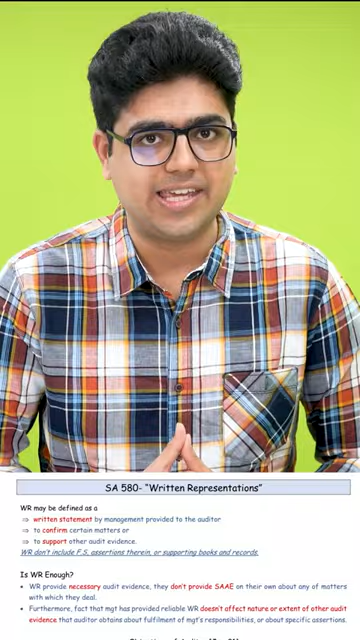 SA 580- “Written Representations”
WR may be defined as a
⇒ written statement by management provided to the auditor
⇒ to confirm certain matters or
⇒ to support other audit evidence.
WR don't include F.S, assertions therein, or supporting books and records.
Is WR Enough?
• WR provide necessary audit evidence, they don't provide SAAE on their own about any of matters
with which they deal.
• Furthermore, fact that mgt has provided reliable WR doesn't affect nature or extent of other audit
evidence that auditor obtains about fulfilment of mgt's responsibilities, or about specific assertions.